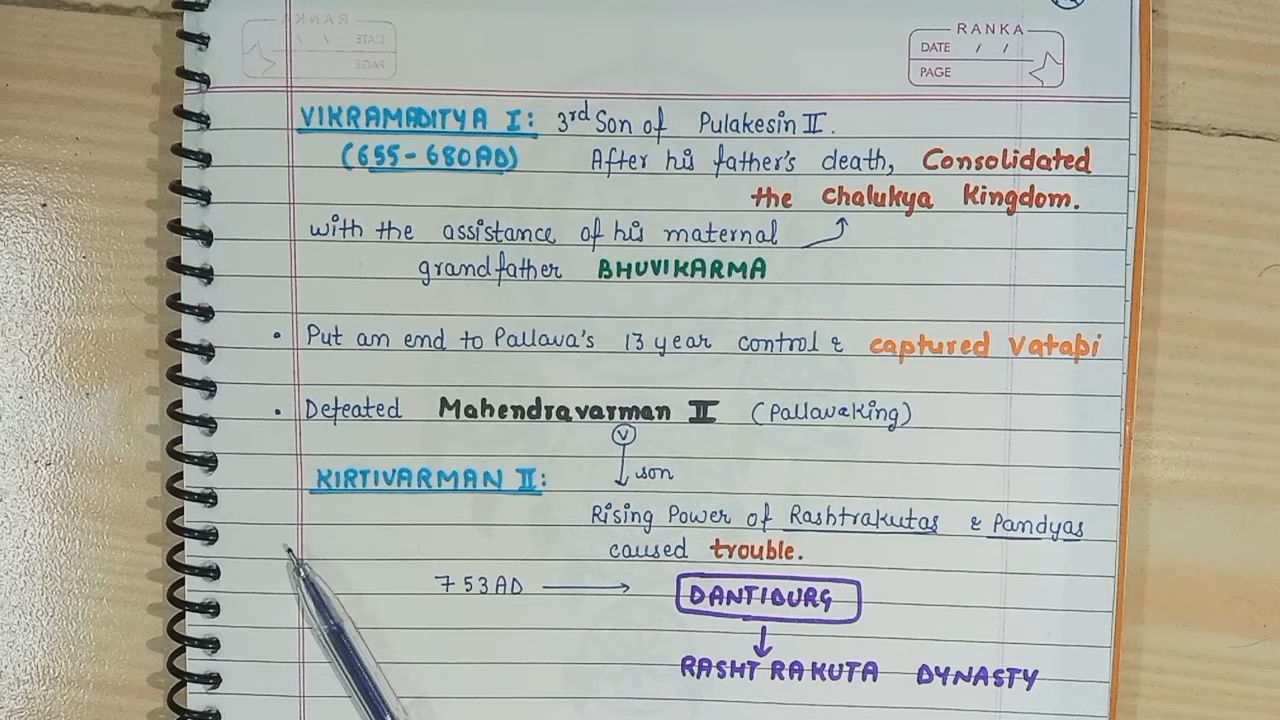 RANKA
DATE / /
PAGE
VIKRAMADITYA I: 3rd Son of Pulakesin II.
(655-680AD) After his father's death, Consolidated
the Chalukya Kingdom.
with the assistance of his maternal
grandfather BHUVIKARMA
• Put an end to Pallava's 13 year control & captured Vatapi
• Defeated Mahendravarman II (Pallava King)
V
son
KIRTIVARMAN II:
Rising Power of Rashtrakutas & Pandyas
caused trouble.
753AD → DANTIDURG
RASHTRAKUTA DYNASTY